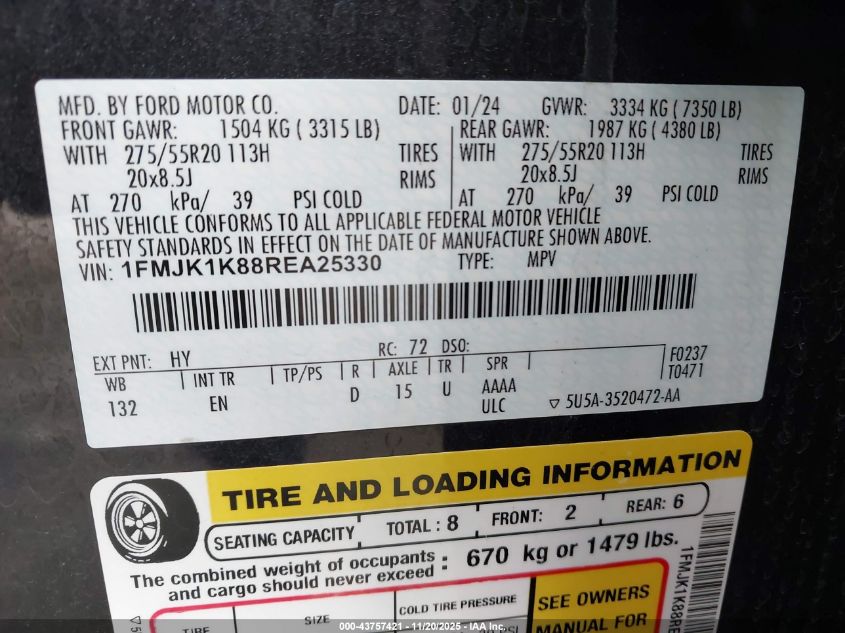 MFD. BY FORD MOTOR CO. DATE: 01/24 GVWR: 3334 KG ( 7350 LB)
FRONT GAWR: 1504 KG ( 3315 LB) REAR GAWR: 1987 KG ( 4380 LB)
WITH 275/55R20 113H TIRES WITH 275/55R20 113H TIRES
20x8.5J RIMS 20x8.5J RIMS
AT 270 kPa/ 39 PSI COLD AT 270 kPa/ 39 PSI COLD
THIS VEHICLE CONFORMS TO ALL APPLICABLE FEDERAL MOTOR VEHICLE
SAFETY STANDARDS IN EFFECT ON THE DATE OF MANUFACTURE SHOWN ABOVE.
VIN: 1FMJK1K88REA25330 TYPE: MPV
EXT PNT: HY RC: 72 DSO: F0237
WB INT TR TP/PS R AXLE TR SPR T0471
132 EN D 15 U AAAA
ULC ▽ 5U5A-3520472-AA
TIRE AND LOADING INFORMATION
SEATING CAPACITY TOTAL : 8 FRONT: 2 REAR: 6
The combined weight of occupants
and cargo should never exceed : 670 kg or 1479 lbs.
TIRE SIZE COLD TIRE PRESSURE SEE OWNERS
MANUAL FOR
1FMJK1K88RE
000 - 43757421 - 11/20/2025 - IAA Inc.